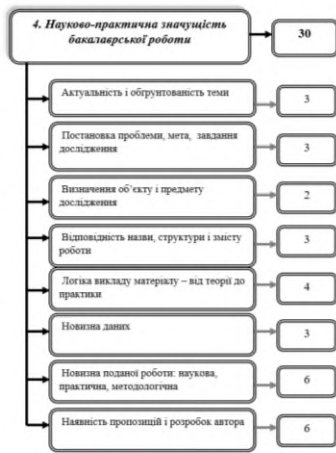 4. Науково-практична значущість
бакалаврської роботи
30
Актуальність і обґрунтованість теми
3
Постановка проблеми, мета, завдання
дослідження
3
Визначення об’єкту і предмету
дослідження
2
Відповідність назви, структури і змісту
роботи
3
Логіка викладу матеріалу – від теорії до
практики
4
Новизна даних
3
Новизна поданої роботи: наукова,
практична, методологічна
6
Наявність пропозицій і розробок автора
6